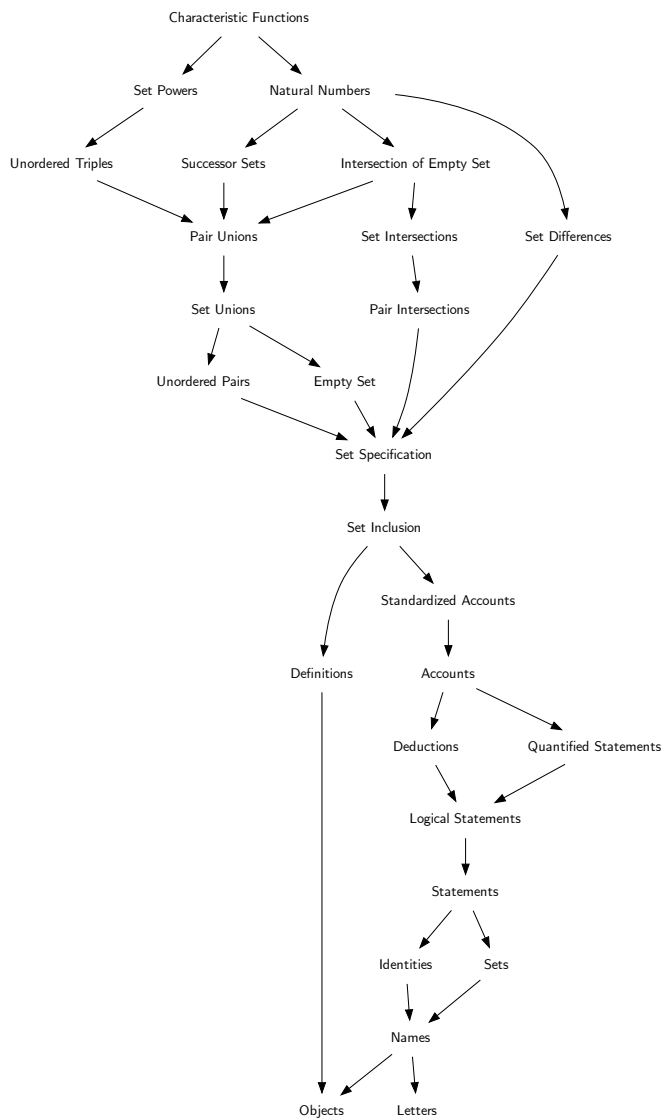 Characteristic Functions
Set Powers
Natural Numbers
Unordered Triples
Successor Sets
Intersection of Empty Set
Pair Unions
Set Intersections
Set Differences
Set Unions
Pair Intersections
Unordered Pairs
Empty Set
Set Specification
Set Inclusion
Standardized Accounts
Definitions
Accounts
Deductions
Quantified Statements
Logical Statements
Statements
Identities
Sets
Names
Objects
Letters